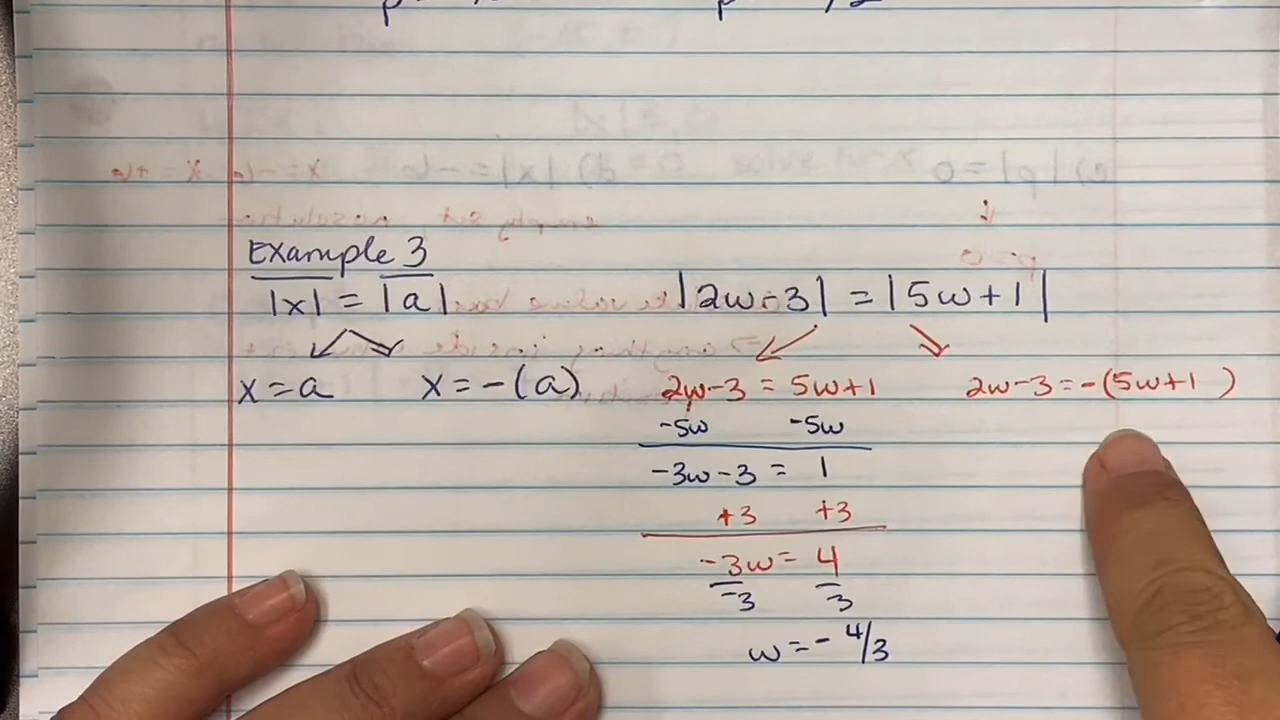 Example 3
|x| = |a|
|2w-3| = |5w+1|
x = a
x = -(a)
2w-3 = 5w+1
2w-3 = -(5w+1)
-5w -5w
-3w-3 = 1
+3 +3
-3w = 4
-3 -3
w = -4/3